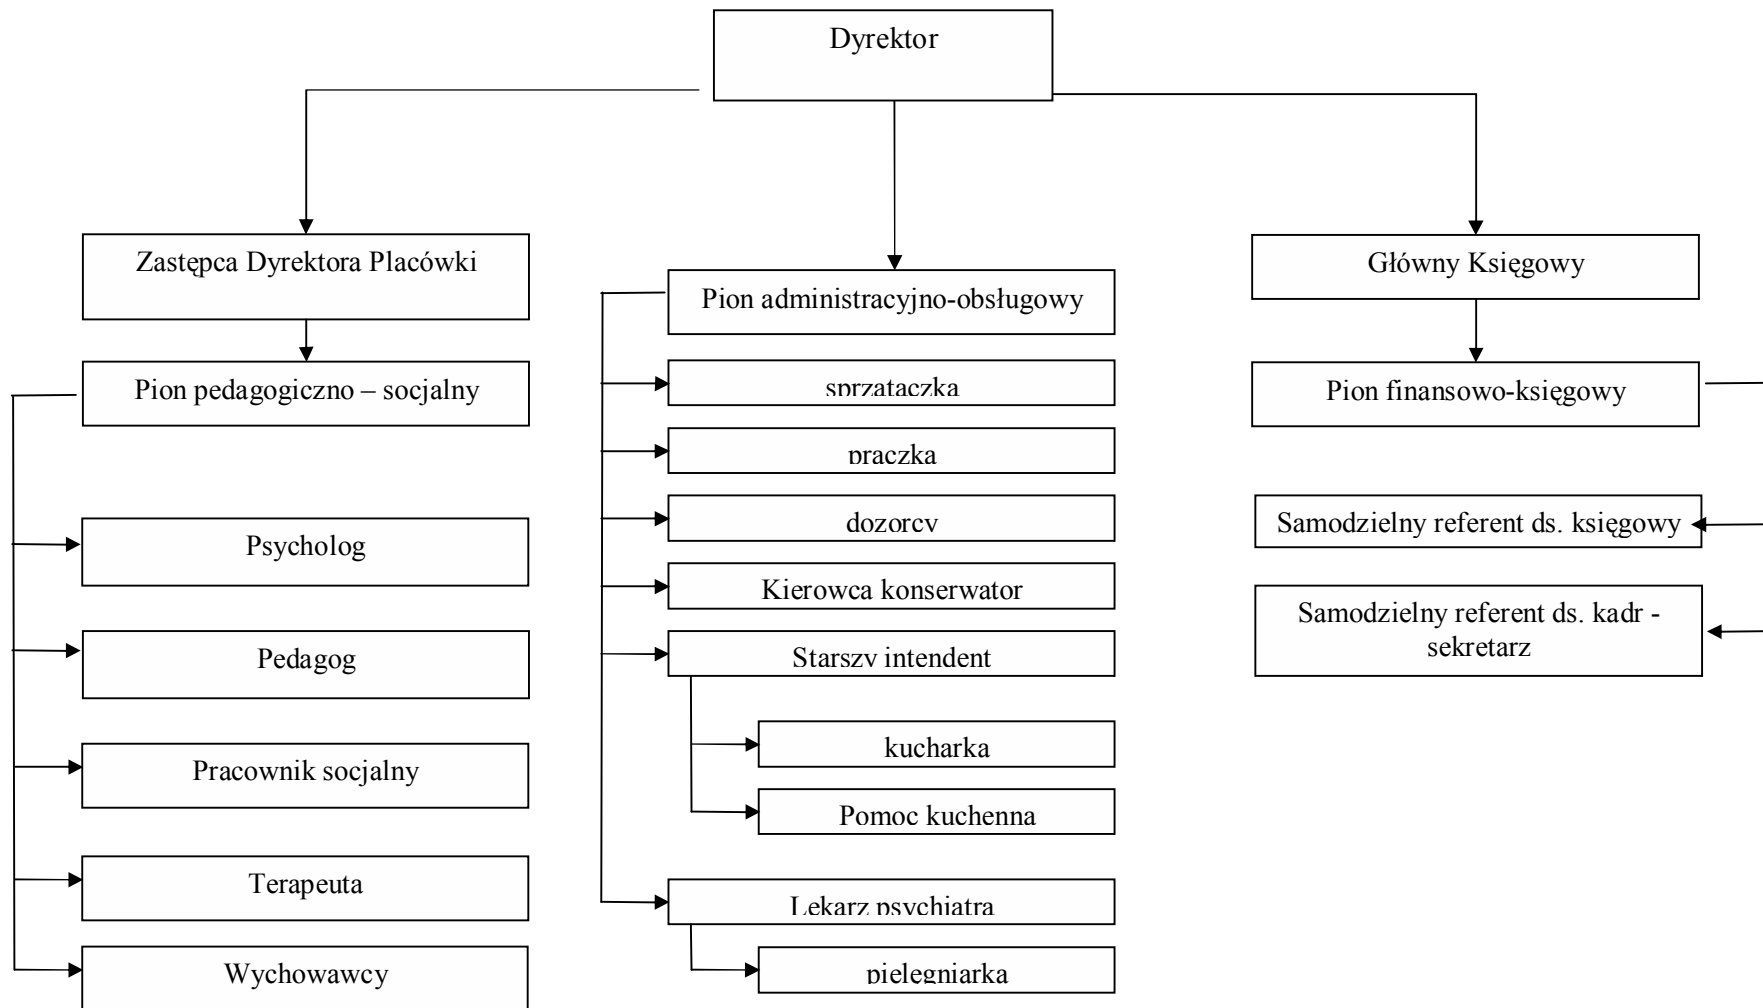 Dyrektor
Zastępca Dyrektora Placówki
Pion pedagogiczno – socjalny
Psycholog
Pedagog
Pracownik socjalny
Terapeuta
Wychowawcy
Pion administracyjno-obsługowy
sprzątaczka
praczka
dozorcy
Kierowca konserwator
Starszy intendent
kucharka
Pomoc kuchenna
Lekarz psychiatra
pielęgniarka
Główny Księgowy
Pion finansowo-księgowy
Samodzielny referent ds. księgowy
Samodzielny referent ds. kadr -
sekretarz